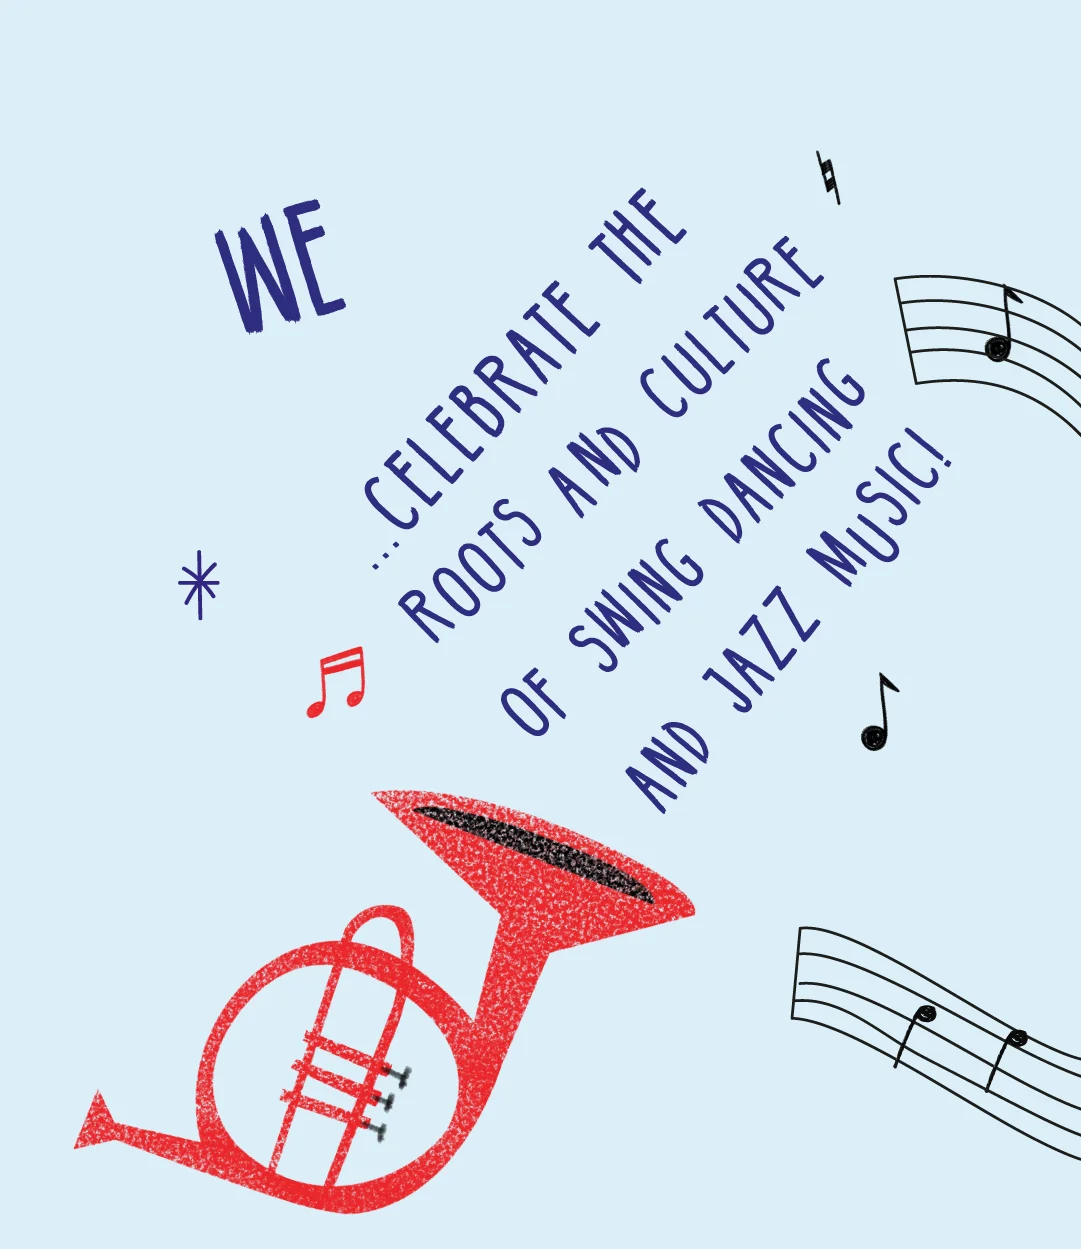 WE
...CELEBRATE THE
ROOTS AND CULTURE
OF SWING DANCING
AND JAZZ MUSIC!